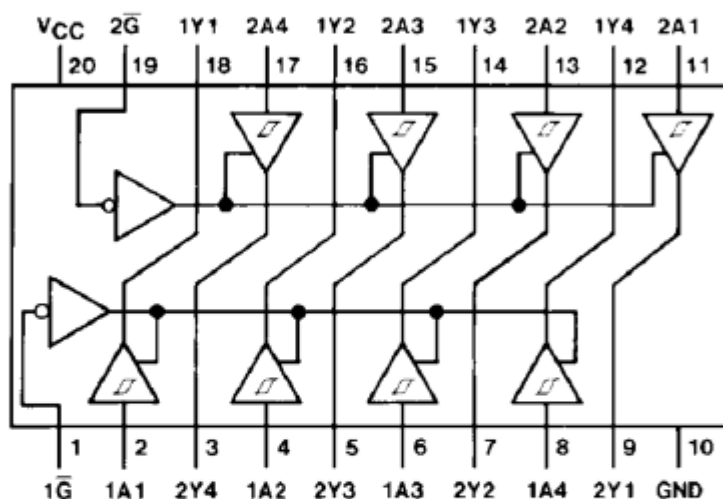 VCC 2G̅ 1Y1 2A4 1Y2 2A3 1Y3 2A2 1Y4 2A1
20 19 18 17 16 15 14 13 12 11
1 2 3 4 5 6 7 8 9 10
1G̅ 1A1 2Y4 1A2 2Y3 1A3 2Y2 1A4 2Y1 GND